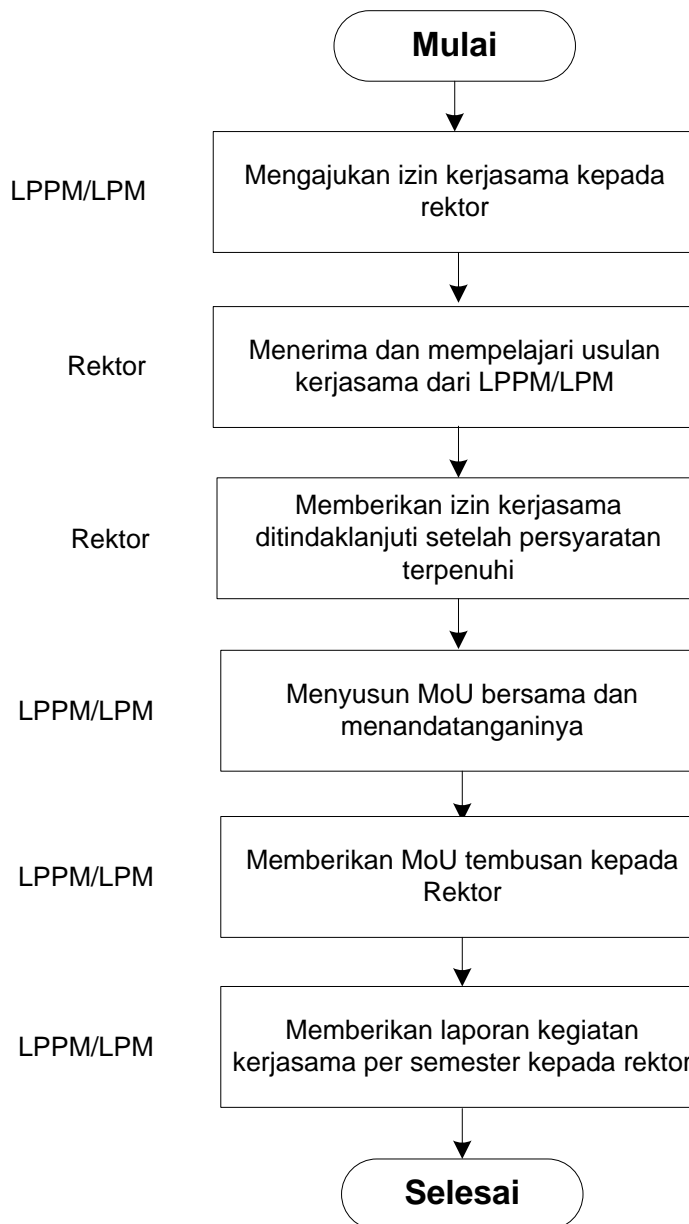 Mulai
LPPM/LPM
Mengajukan izin kerjasama kepada
rektor
Rektor
Menerima dan mempelajari usulan
kerjasama dari LPPM/LPM
Rektor
Memberikan izin kerjasama
ditindaklanjuti setelah persyaratan
terpenuhi
LPPM/LPM
Menyusun MoU bersama dan
menandatanganinya
LPPM/LPM
Memberikan MoU tembusan kepada
Rektor
LPPM/LPM
Memberikan laporan kegiatan
kerjasama per semester kepada rektor
Selesai